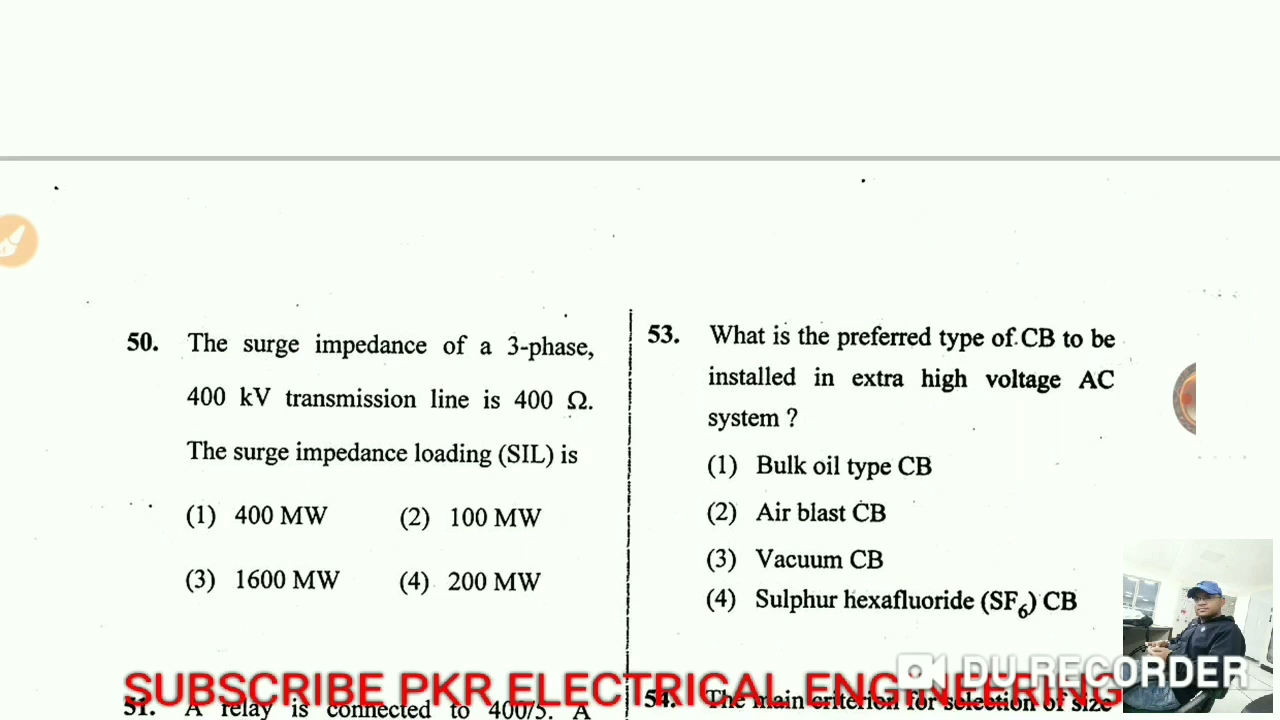 50. The surge impedance of a 3-phase,
400 kV transmission line is 400 Ω.
The surge impedance loading (SIL) is
(1) 400 MW (2) 100 MW
(3) 1600 MW (4) 200 MW
51. A relay is connected to 400/5. A
53. What is the preferred type of CB to be
installed in extra high voltage AC
system ?
(1) Bulk oil type CB
(2) Air blast CB
(3) Vacuum CB
(4) Sulphur hexafluoride (SF6) CB
54. The main criterion for selection of size
SUBSCRIBE PKR ELECTRICAL ENGINEERING
DU RECORDER